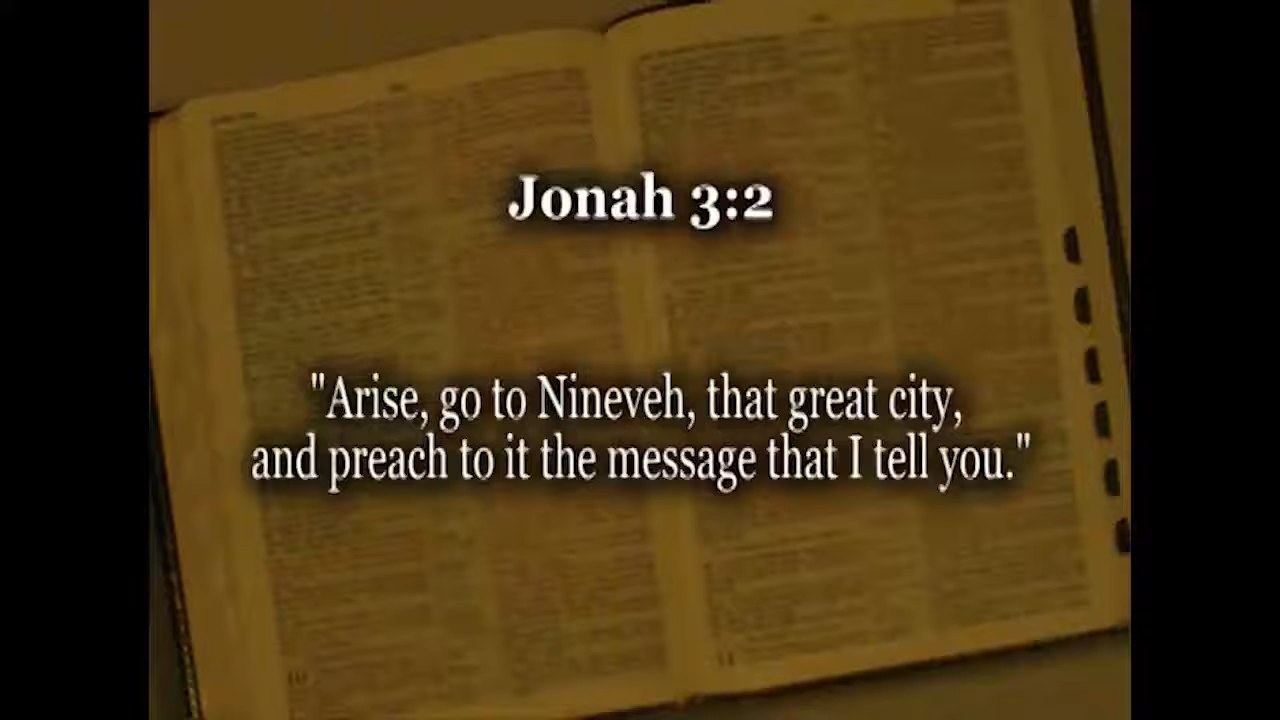 Jonah 3:2
"Arise, go to Nineveh, that great city,
and preach to it the message that I tell you."